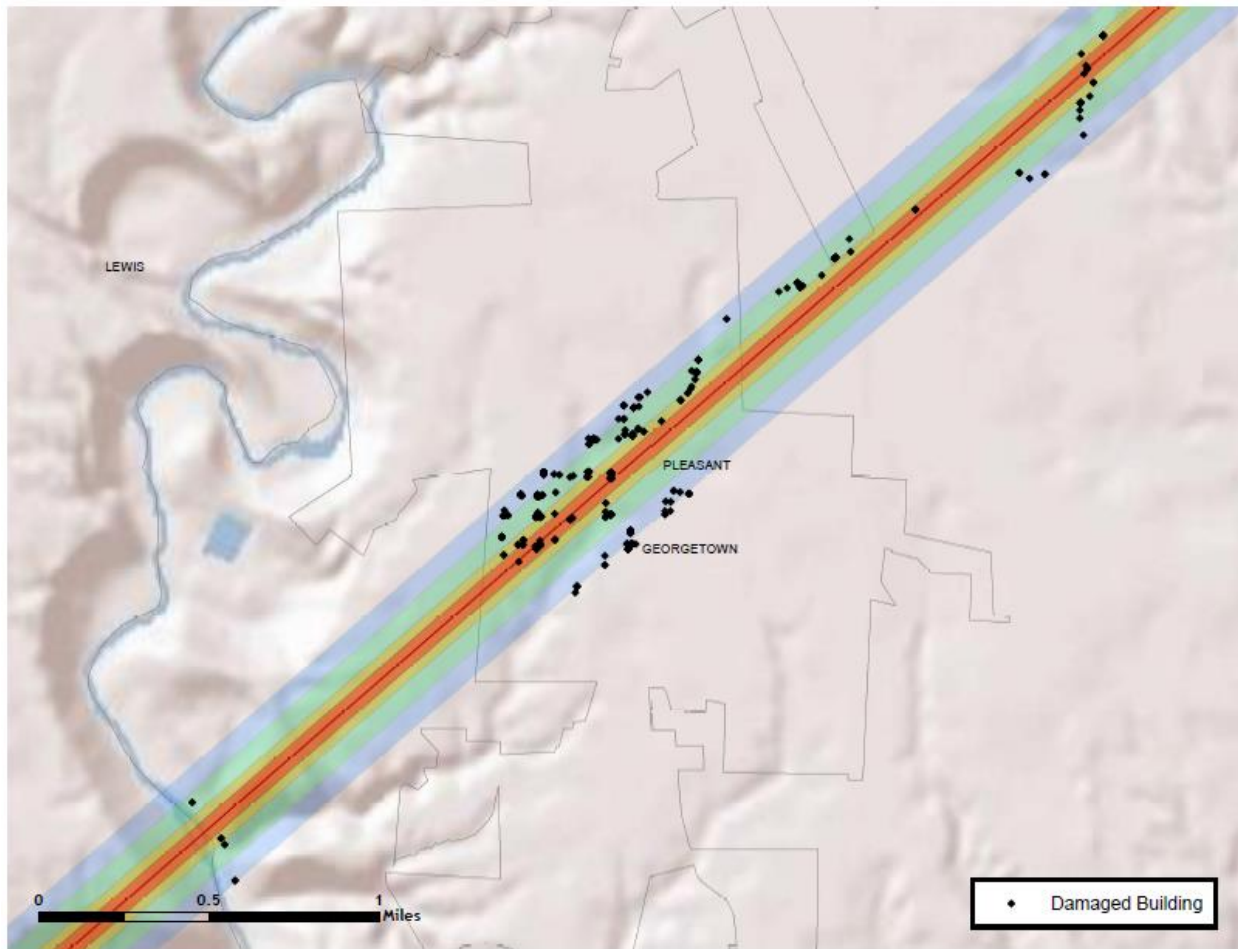 LEWIS
PLEASANT
GEORGETOWN
0 0.5 1
Miles
Damaged Building